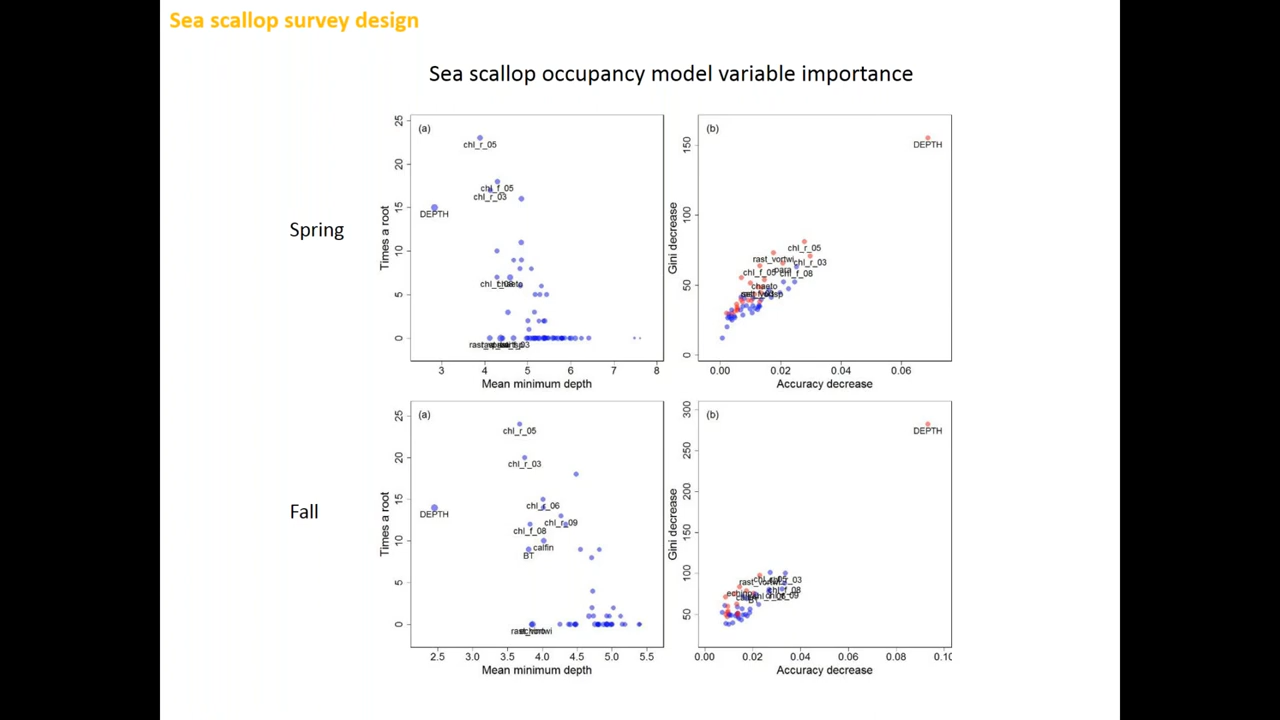 Sea scallop survey design
Sea scallop occupancy model variable importance
Spring
(a)
25
20
15
10
5
0
Times a root
chl_r_05
chl_f_05
chl_r_03
DEPTH
3 4 5 6 7 8
Mean minimum depth
(b)
150
100
50
0
Gini decrease
DEPTH
chl_r_05
rast_vortwi
chl_r_03
para
chl_f_05
chl_f_08
chaeto
0.00 0.02 0.04 0.06
Accuracy decrease
Fall
(a)
25
20
15
10
5
0
Times a root
chl_r_05
chl_r_03
chl_r_06
DEPTH
chl_r_09
chl_f_08
calfin
BT
2.5 3.0 3.5 4.0 4.5 5.0 5.5
Mean minimum depth
(b)
300
250
200
150
100
50
Gini decrease
DEPTH
BT
0.00 0.02 0.04 0.06 0.08 0.10
Accuracy decrease